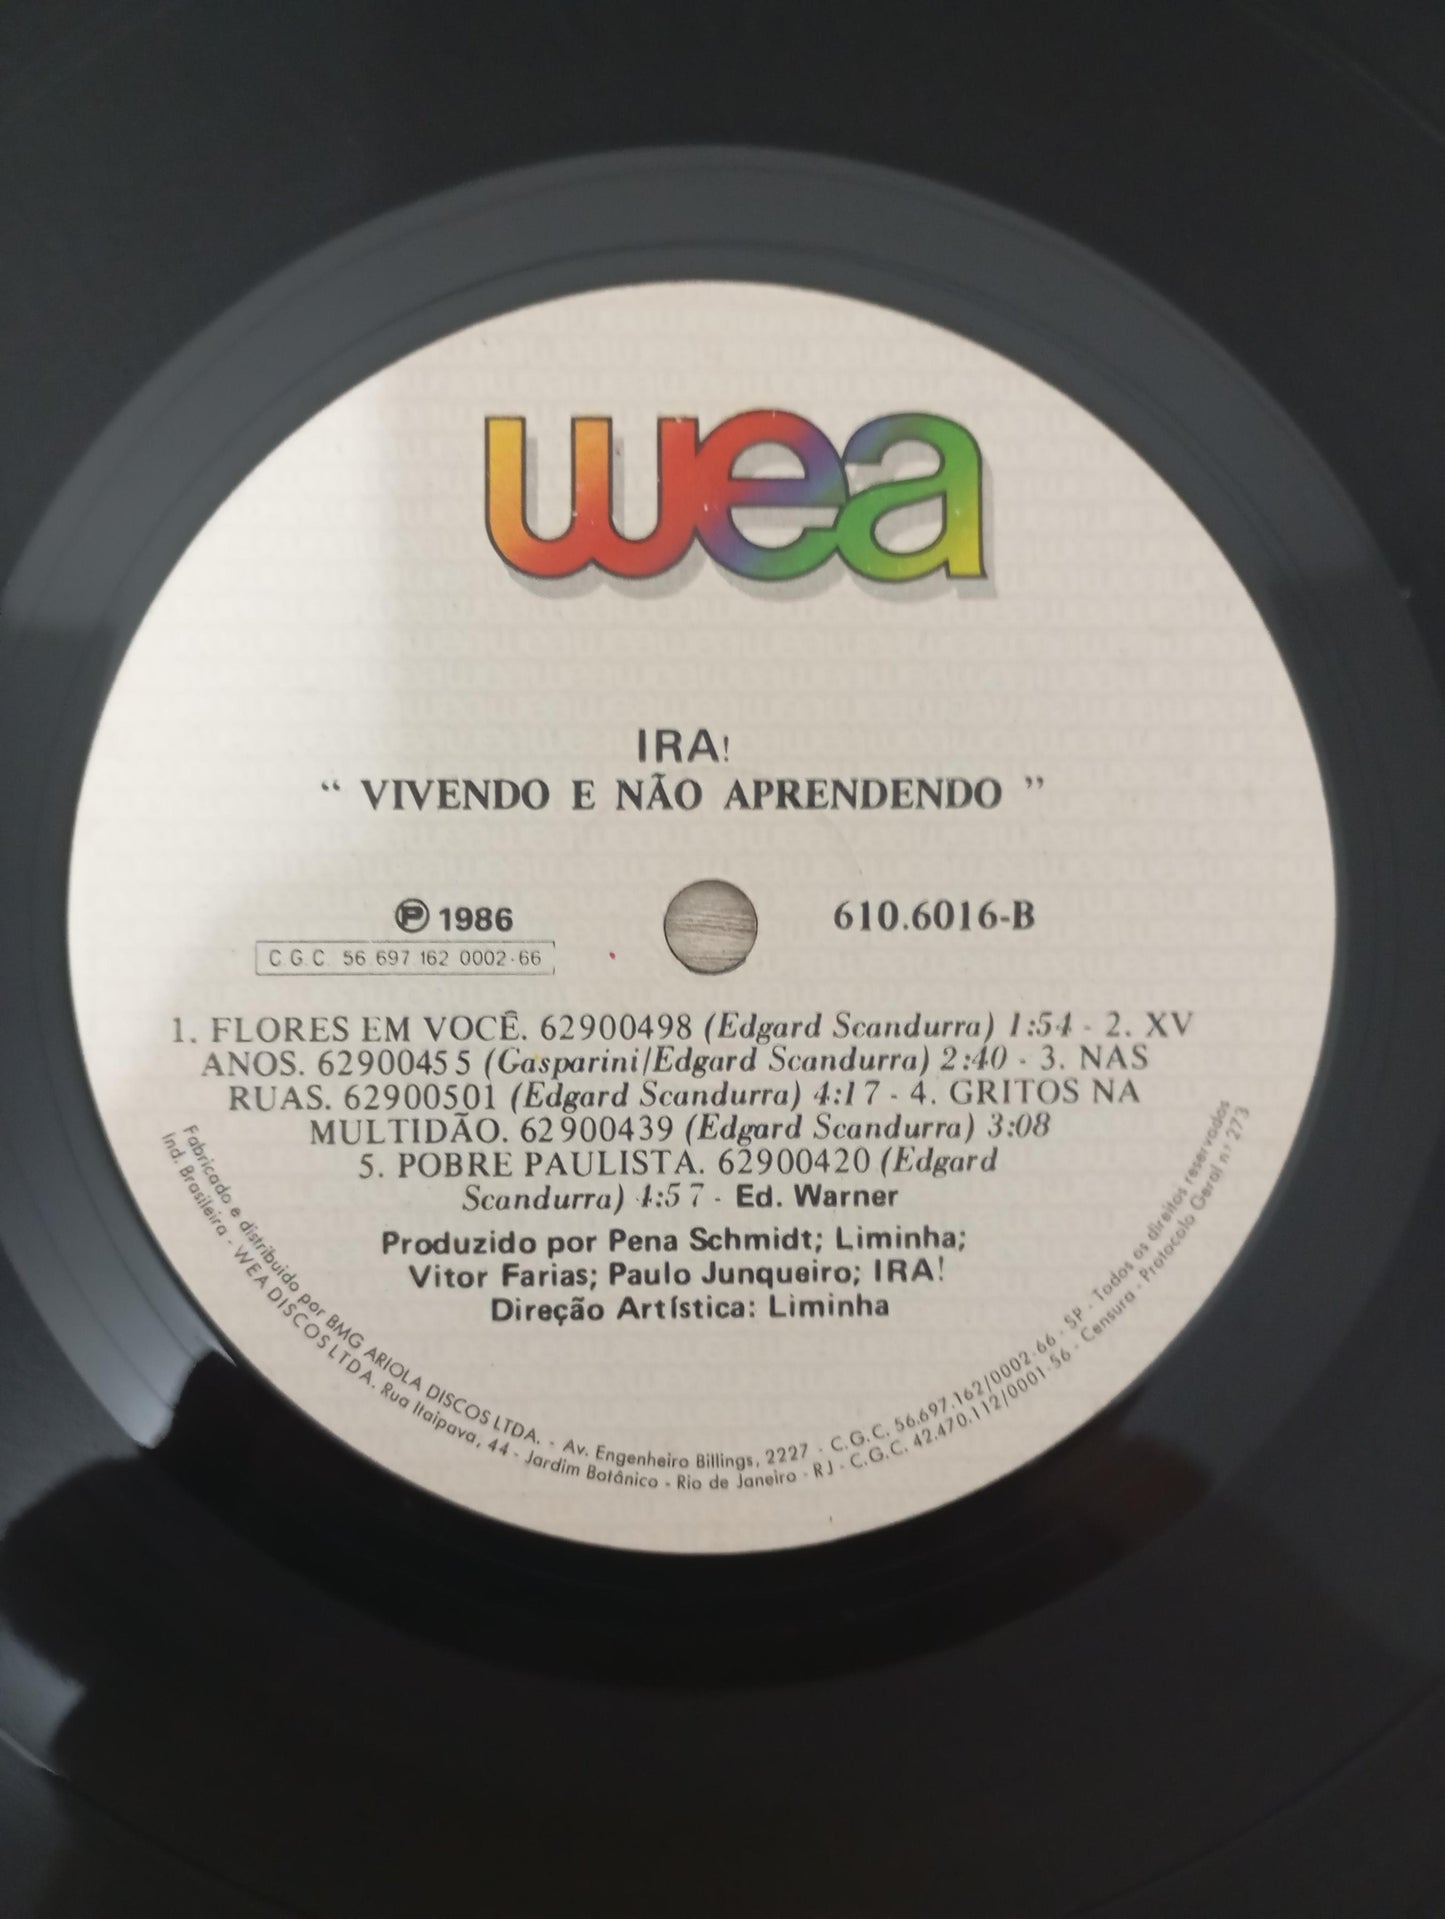 wea
IRA!
“ VIVENDO E NÃO APRENDENDO ”
Ⓟ 1986
610.6016-B
C.G.C. 56.697.162 0002-66
1. FLORES EM VOCÊ. 62900498 (Edgard Scandurra) 1:54 - 2. XV
ANOS. 62900455 (Gasparini/Edgard Scandurra) 2:40 - 3. NAS
RUAS. 62900501 (Edgard Scandurra) 4:17 - 4. GRITOS NA
MULTIDÃO. 62900439 (Edgard Scandurra) 3:08
5. POBRE PAULISTA. 62900420 (Edgard
Scandurra) 4:57 - Ed. Warner
Produzido por Pena Schmidt; Liminha;
Vitor Farias; Paulo Junqueiro; IRA!
Direção Artística: Liminha
Fabricado e distribuido por BMG ARIOLA DISCOS LTDA. - Av. Engenheiro Billings, 2227 - C.G.C. 56.697.162/0002-66 - SP - Todos os direitos reservados
Ind. Brasileira - WEA DISCOS LTDA. Rua Itaipava, 44 - Jardim Botânico - Rio de Janeiro - RJ - C.G.C. 42.470.112/0001-56 - Censura - Protocolo Geral n° 273